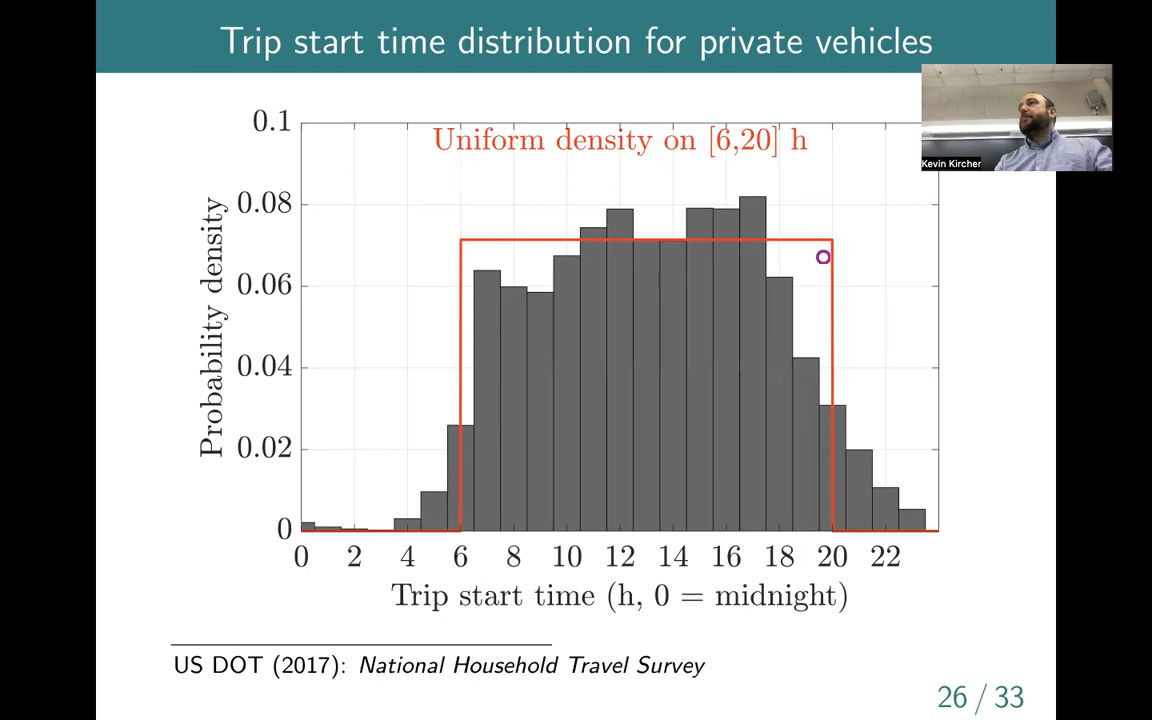 Trip start time distribution for private vehicles
Kevin Kircher
Uniform density on [6,20] h
Probability density
0.1
0.08
0.06
0.04
0.02
0
0 2 4 6 8 10 12 14 16 18 20 22
Trip start time (h, 0 = midnight)
US DOT (2017): National Household Travel Survey
26 / 33